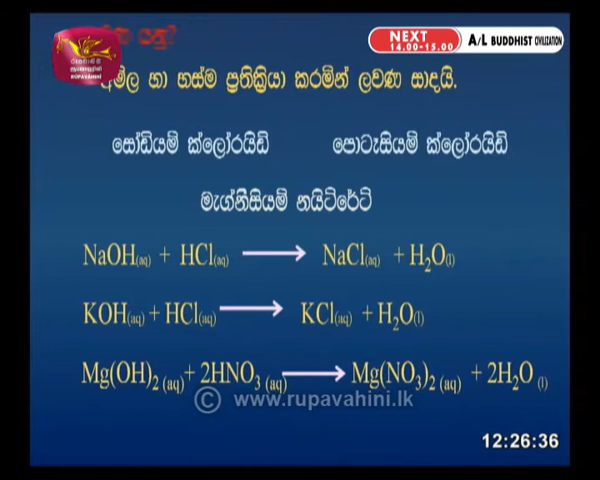 යනු?
NEXT
14.00-15.00
A/L BUDDHIST CIVILIZATION
රූපවාහිනී
RUPAVAHINI
අම්ල හා භස්ම ප්‍රතික්‍රියා කරමින් ලවණ සාදයි.
සෝඩියම් ක්ලෝරයිඩ් පොටෑසියම් ක්ලෝරයිඩ්
මැග්නීසියම් නයිට්රේට්
NaOH(aq) + HCl(aq) ⟶ NaCl(aq) + H₂O(l)
KOH(aq) + HCl(aq) ⟶ KCl(aq) + H₂O(l)
Mg(OH)₂ (aq) + 2HNO₃ (aq) ⟶ Mg(NO₃)₂ (aq) + 2H₂O (l)
© www.rupavahini.lk
12:26:36